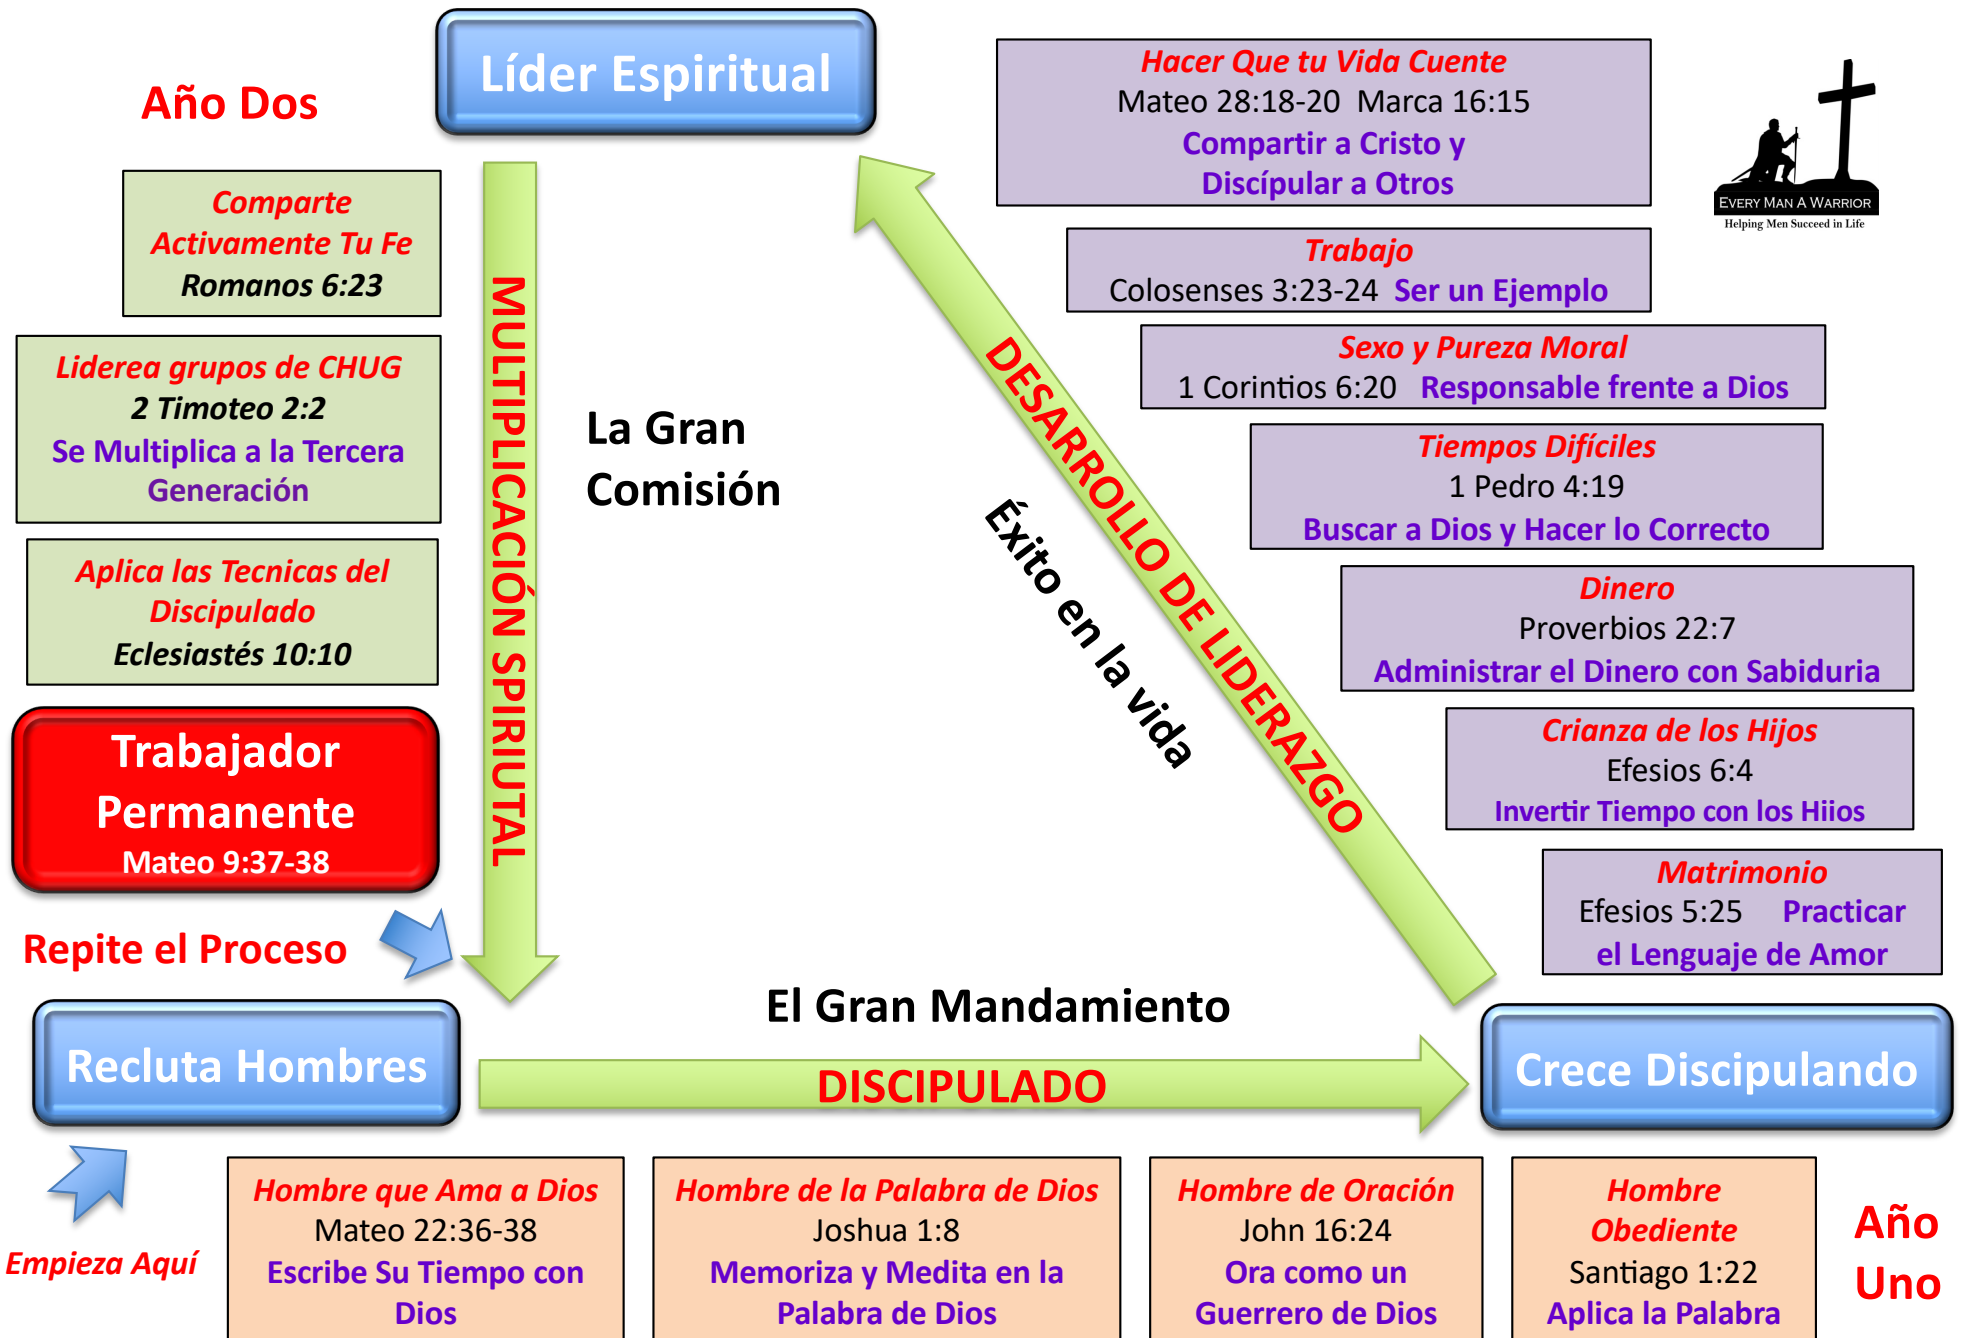 Líder Espiritual
Año Dos
Comparte
Activamente Tu Fe
Romanos 6:23
Liderea grupos de CHUG
2 Timoteo 2:2
Se Multiplica a la Tercera
Generación
Aplica las Tecnicas del
Discipulado
Eclesiastés 10:10
Trabajador
Permanente
Mateo 9:37-38
Repite el Proceso
MULTIPLICACIÓN SPIRIUTAL
La Gran
Comisión
DESARROLLO DE LIDERAZGO
Éxito en la vida
Hacer Que tu Vida Cuente
Mateo 28:18-20 Marca 16:15
Compartir a Cristo y
Discípular a Otros
EVERY MAN A WARRIOR
Helping Men Succeed in Life
Trabajo
Colosenses 3:23-24 Ser un Ejemplo
Sexo y Pureza Moral
1 Corintios 6:20 Responsable frente a Dios
Tiempos Difíciles
1 Pedro 4:19
Buscar a Dios y Hacer lo Correcto
Dinero
Proverbios 22:7
Administrar el Dinero con Sabiduria
Crianza de los Hijos
Efesios 6:4
Invertir Tiempo con los Hiios
Matrimonio
Efesios 5:25 Practicar
el Lenguaje de Amor
El Gran Mandamiento
Recluta Hombres
DISCIPULADO
Crece Discipulando
Empieza Aquí
Hombre que Ama a Dios
Mateo 22:36-38
Escribe Su Tiempo con
Dios
Hombre de la Palabra de Dios
Joshua 1:8
Memoriza y Medita en la
Palabra de Dios
Hombre de Oración
John 16:24
Ora como un
Guerrero de Dios
Hombre
Obediente
Santiago 1:22
Aplica la Palabra
Año
Uno